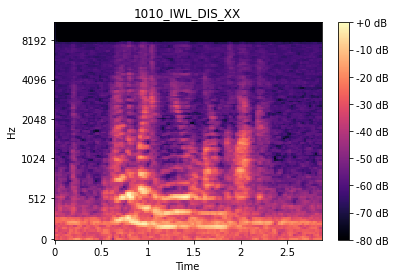 1010_IWL_DIS_XX
+0 dB
8192
-10 dB
4096
-20 dB
-30 dB
2048
Hz
-40 dB
1024
-50 dB
512
-60 dB
-70 dB
0
-80 dB
0 0.5 1 1.5 2 2.5
Time